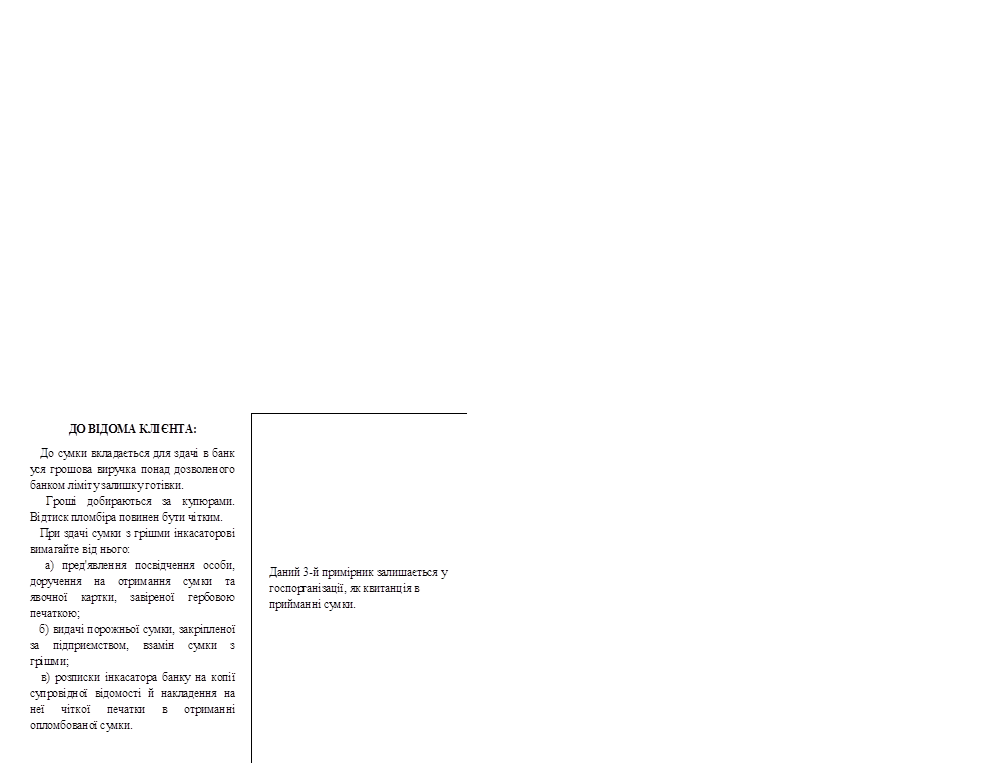 ДО ВІДОМА КЛІЄНТА:
До сумки вкладається для здачі в банк
уся грошова виручка понад дозволеного
банком ліміту залишку готівки.
Гроші добираються за купюрами.
Відтиск пломбіра повинен бути чітким.
При здачі сумки з грішми інкасаторові
вимагайте від нього:
а) пред'явлення посвідчення особи,
доручення на отримання сумки та
явочної картки, завіреної гербовою
печаткою;
б) видачі порожньої сумки, закріпленої
за підприємством, взамін сумки з
грішми;
в) розписки інкасатора банку на копії
супровідної відомості й накладення на
неї чіткої печатки в отриманні
опломбованої сумки.
Даний 3-й примірник залишається у
госпорганізації, як квитанція в
прийманні сумки.